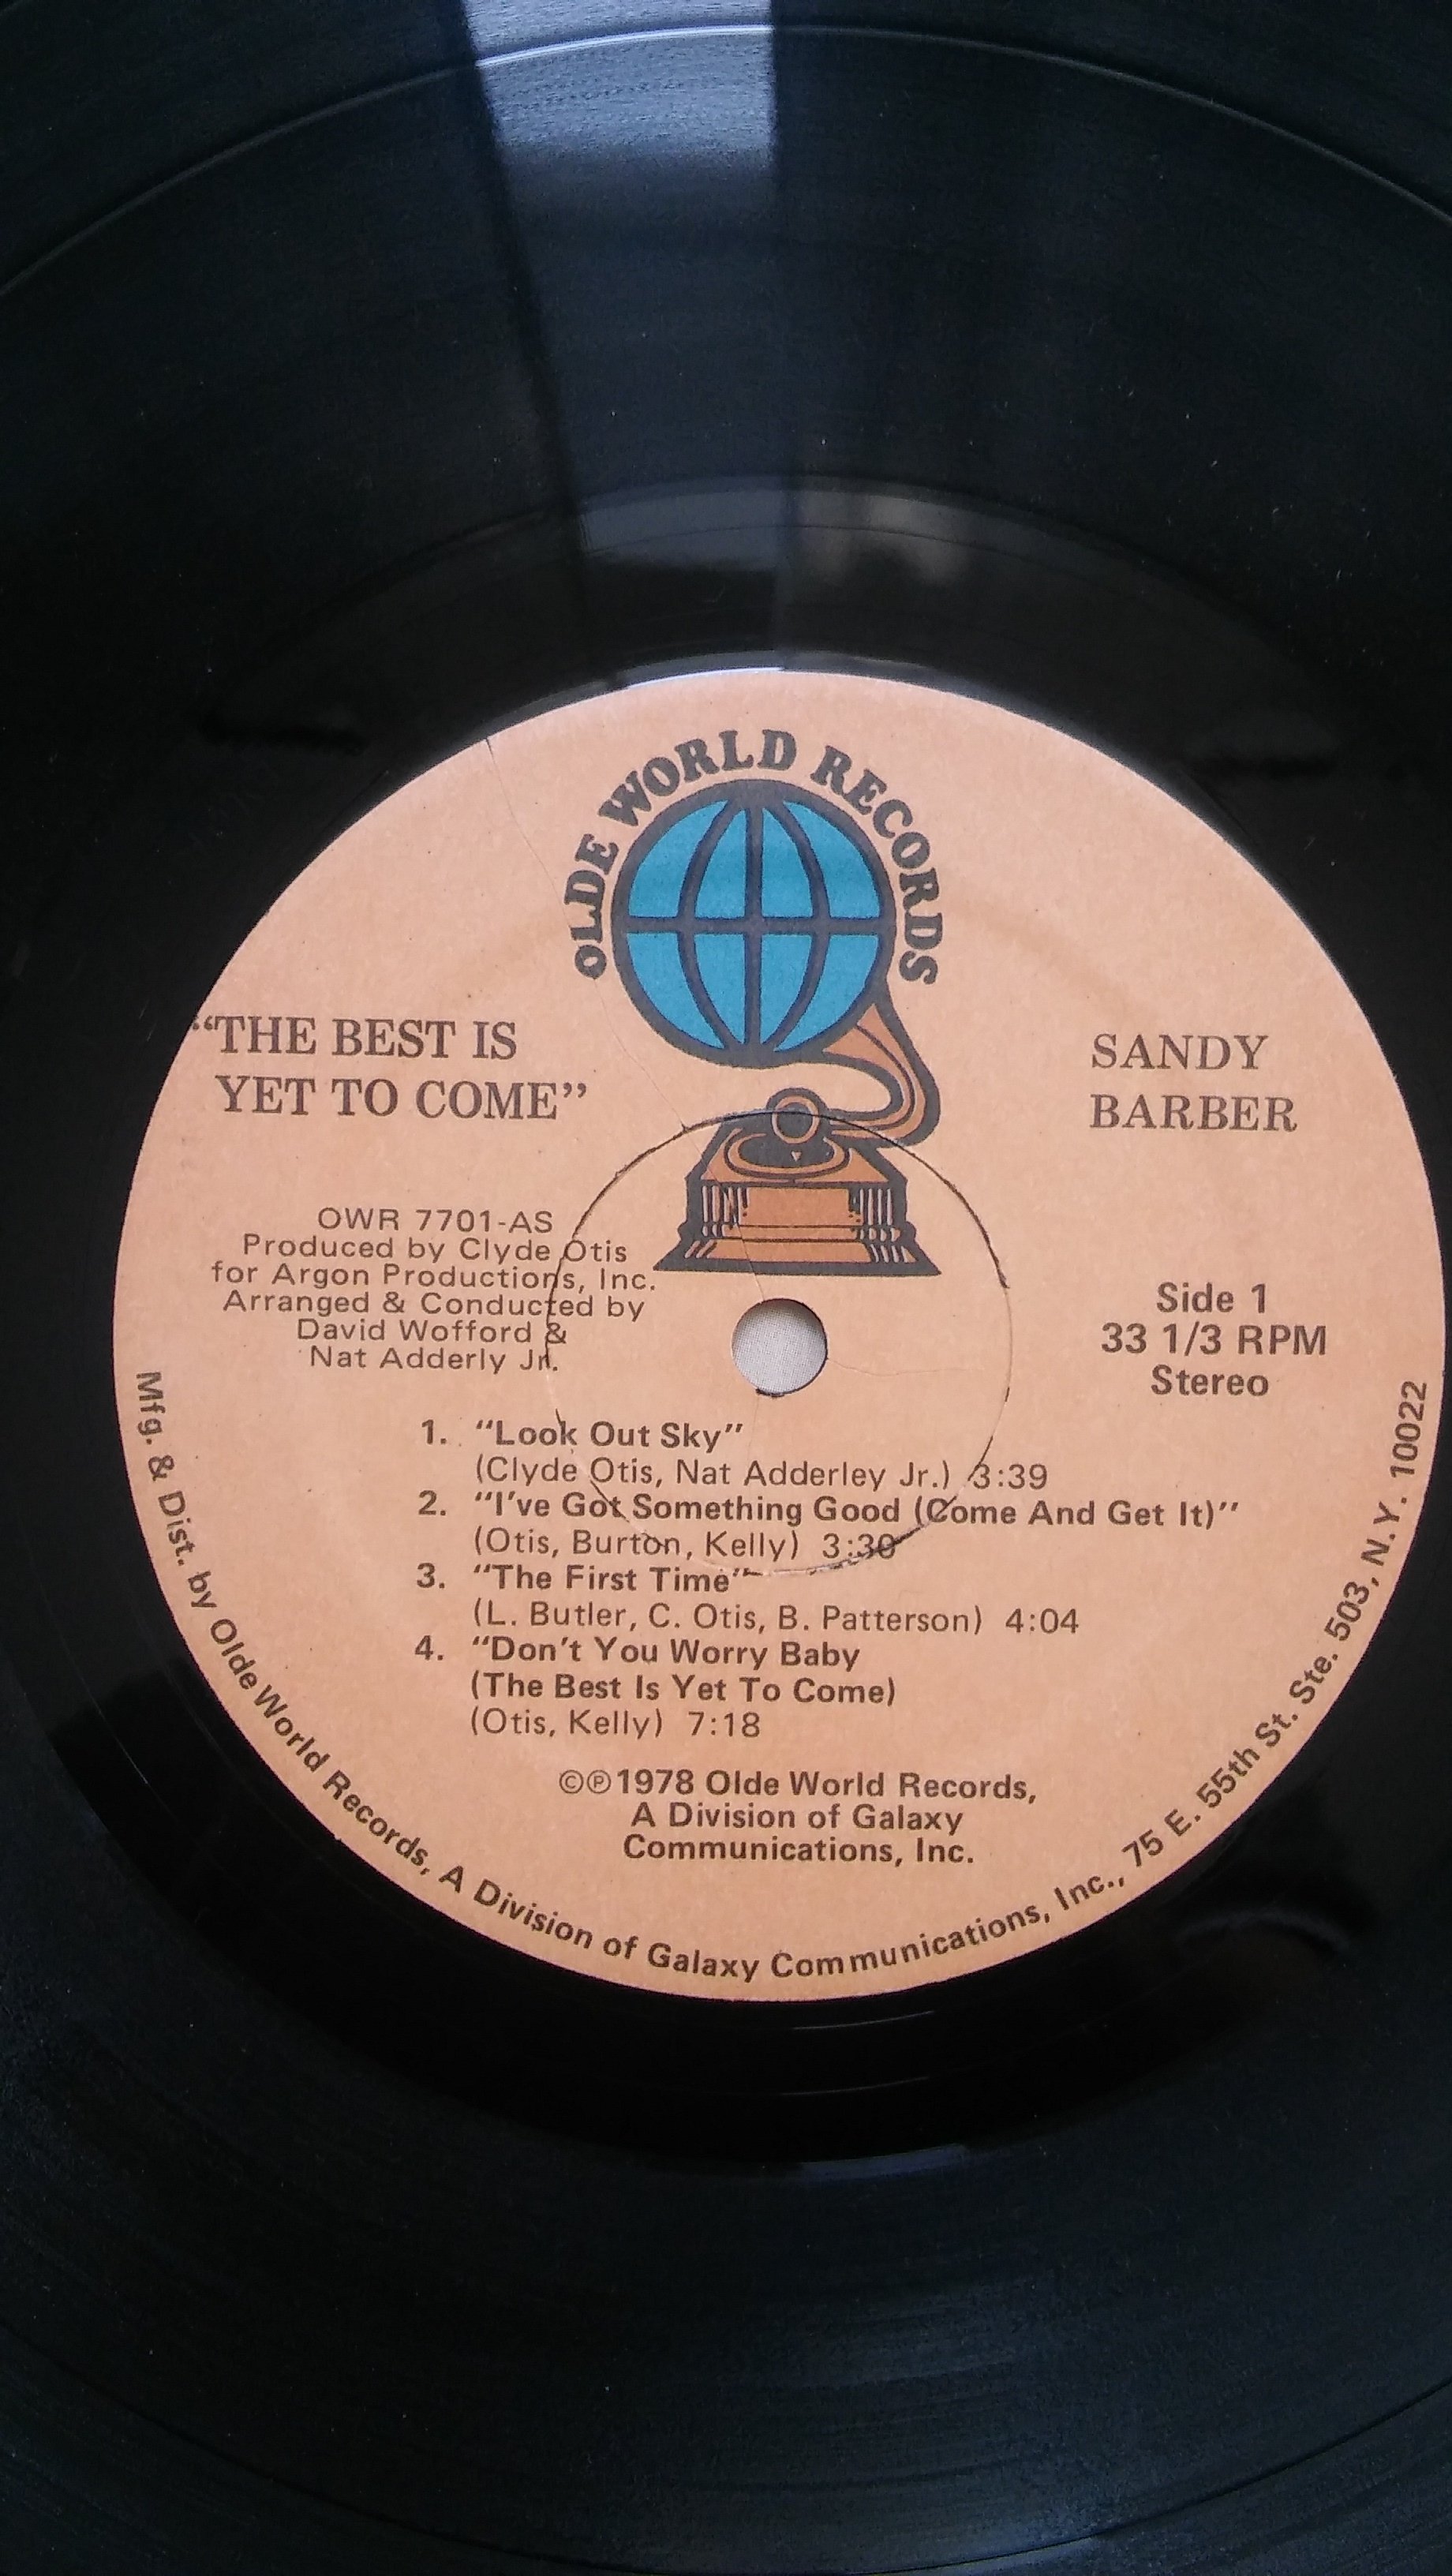 OLDE WORLD RECORDS
"THE BEST IS
YET TO COME"
SANDY
BARBER
OWR 7701-AS
Produced by Clyde Otis
for Argon Productions, Inc.
Arranged & Conducted by
David Wofford &
Nat Adderly Jr.
Side 1
33 1/3 RPM
Stereo
1. "Look Out Sky"
(Clyde Otis, Nat Adderley Jr.) 3:39
2. "I've Got Something Good (Come And Get It)"
(Otis, Burton, Kelly) 3:30
3. "The First Time"
(L. Butler, C. Otis, B. Patterson) 4:04
4. "Don't You Worry Baby
(The Best Is Yet To Come)
(Otis, Kelly) 7:18
©℗1978 Olde World Records,
A Division of Galaxy
Communications, Inc.
Mfg. & Dist. by Olde World Records, A Division of Galaxy Communications, Inc., 75 E. 55th St. Ste. 503, N.Y. 10022